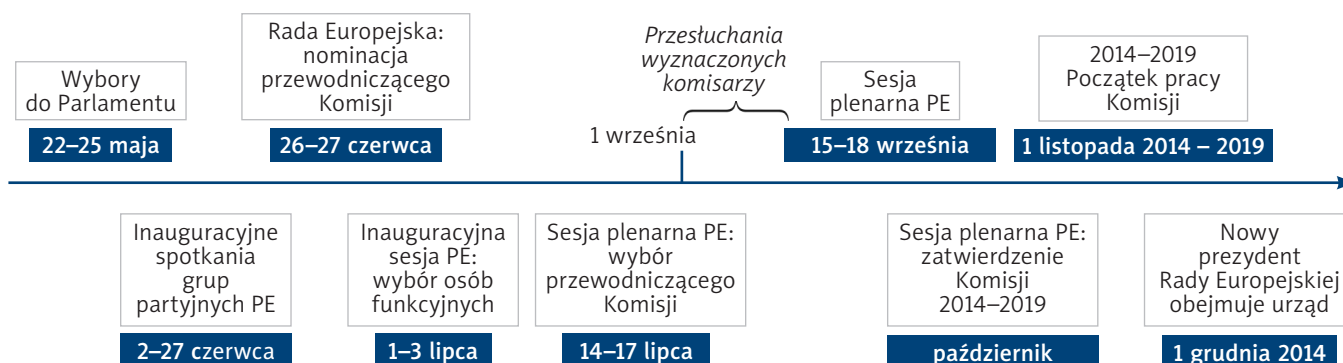 Wybory
do Parlamentu
22–25 maja
Rada Europejska:
nominacja
przewodniczącego
Komisji
26–27 czerwca
Przesłuchania
wyznaczonych
komisarzy
1 września
Sesja
plenarna PE
15–18 września
2014–2019
Początek pracy
Komisji
1 listopada 2014 – 2019
Inauguracyjne
spotkania
grup
partyjnych PE
2–27 czerwca
Inauguracyjna
sesja PE:
wybór osób
funkcyjnych
1–3 lipca
Sesja plenarna PE:
wybór
przewodniczącego
Komisji
14–17 lipca
Sesja plenarna PE:
zatwierdzenie
Komisji
2014–2019
październik
Nowy
prezydent
Rady Europejskiej
obejmuje urząd
1 grudnia 2014